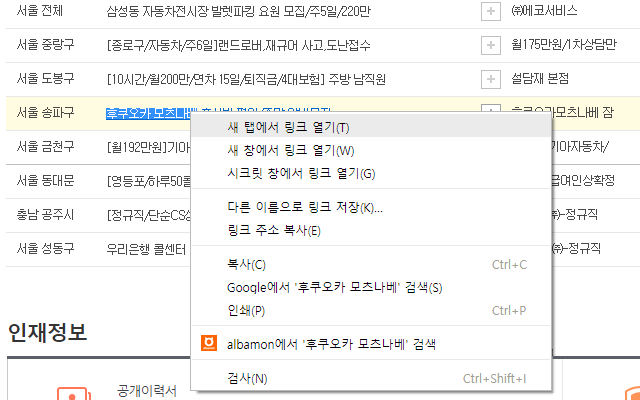 서울 전체 삼성동 자동차전시장 발렛파킹 요원 모집/주5일/220만 ㈜에코서비스
서울 중랑구 [종로구/자동차/주6일]랜드로버,재규어 사고,도난접수 월175만원/1차상담만
서울 도봉구 [10시간/월200만/연차 15일/퇴직금/4대보험] 주방 남직원 설담재 본점
서울 송파구 후쿠오카 모츠나베 후쿠오카모츠나베 잠
새 탭에서 링크 열기(T)
서울 금천구 [월192만원]기아 기아자동차/
새 창에서 링크 열기(W)
시크릿 창에서 링크 열기(G)
서울 동대문 [영등포/하루50콜 급여인상확정
다른 이름으로 링크 저장(K)...
충남 공주시 [정규직/단순CS상 ㈜-정규직
링크 주소 복사(E)
서울 성동구 우리은행 콜센터 ㈜-정규직
복사(C) Ctrl+C
Google에서 '후쿠오카 모츠나베' 검색(S)
인쇄(P) Ctrl+P
인재정보
albamon에서 '후쿠오카 모츠나베' 검색
검사(N) Ctrl+Shift+I
공개이력서